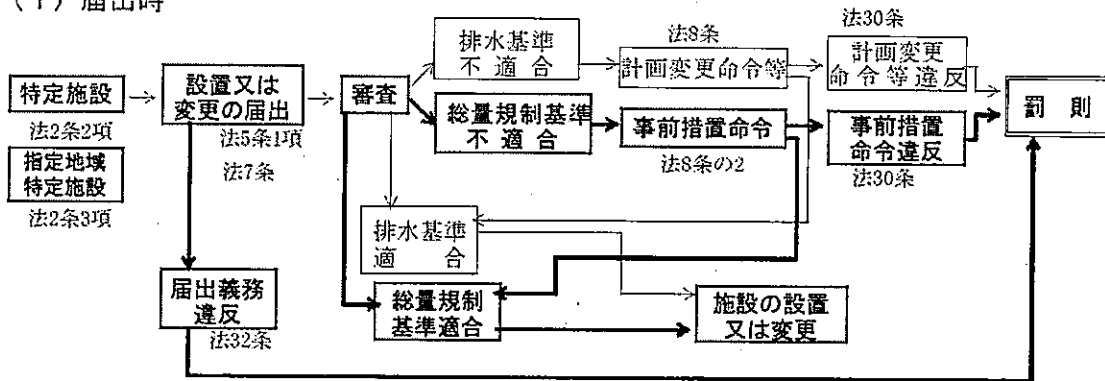 (1) 届出時
特定施設
法2条2項
指定地域
特定施設
法2条3項
設置又は
変更の届出
法5条1項
法7条
届出義務
違反
法32条
審査
排水基準
不適合
総量規制基準
不適合
排水基準
適合
総量規制
基準適合
法8条
計画変更命令等
事前措置命令
法8条の2
法30条
計画変更
命令等違反
事前措置
命令違反
法30条
施設の設置
又は変更
罰則